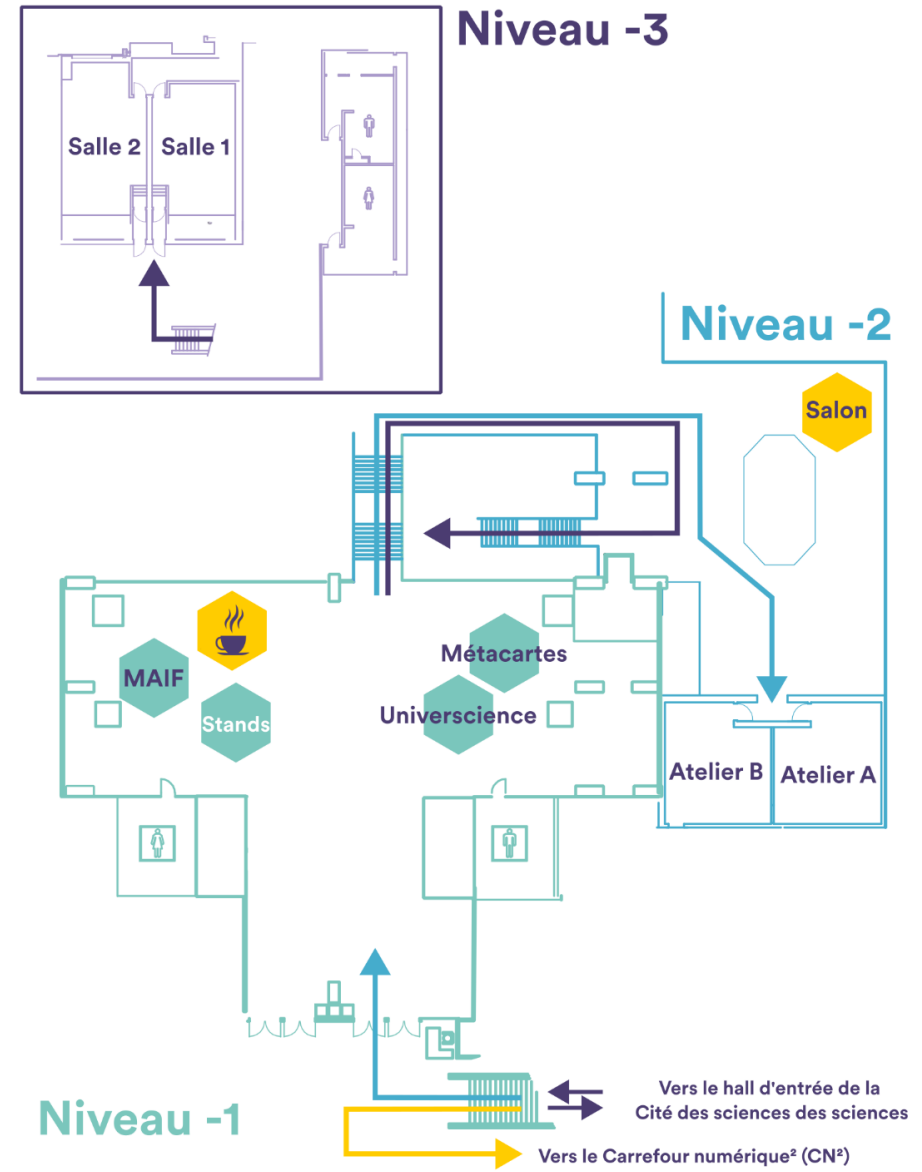 Niveau -3
Salle 2
Salle 1
Niveau -2
Salon
Métacartes
MAIF
Universcience
Stands
Atelier B
Atelier A
Niveau -1
Vers le hall d'entrée de la
Cité des sciences des sciences
Vers le Carrefour numérique² (CN²)